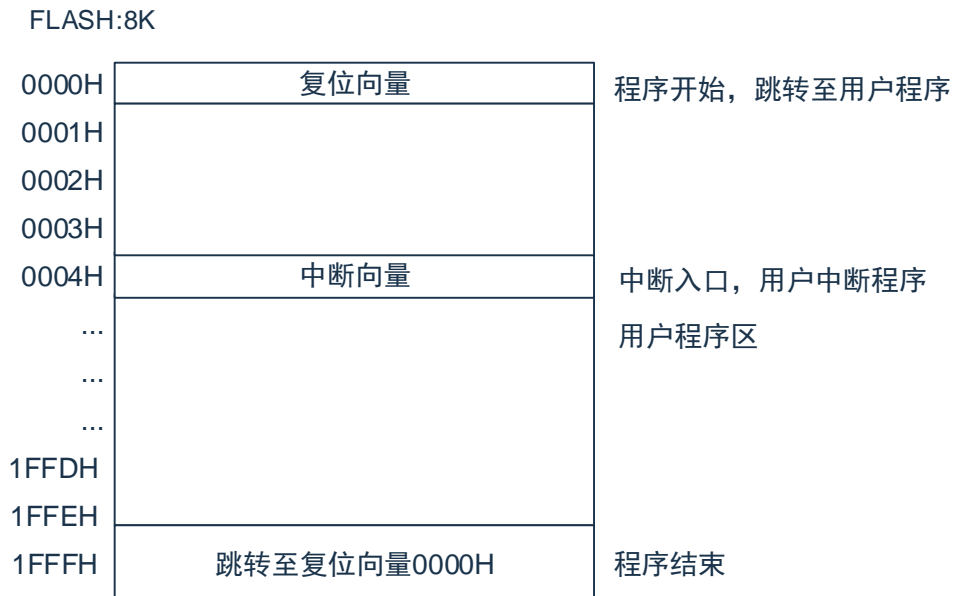 FLASH:8K
0000H 复位向量 程序开始，跳转至用户程序
0001H
0002H
0003H
0004H 中断向量 中断入口，用户中断程序
... 用户程序区
...
...
1FFDH
1FFEH
1FFFH 跳转至复位向量0000H 程序结束